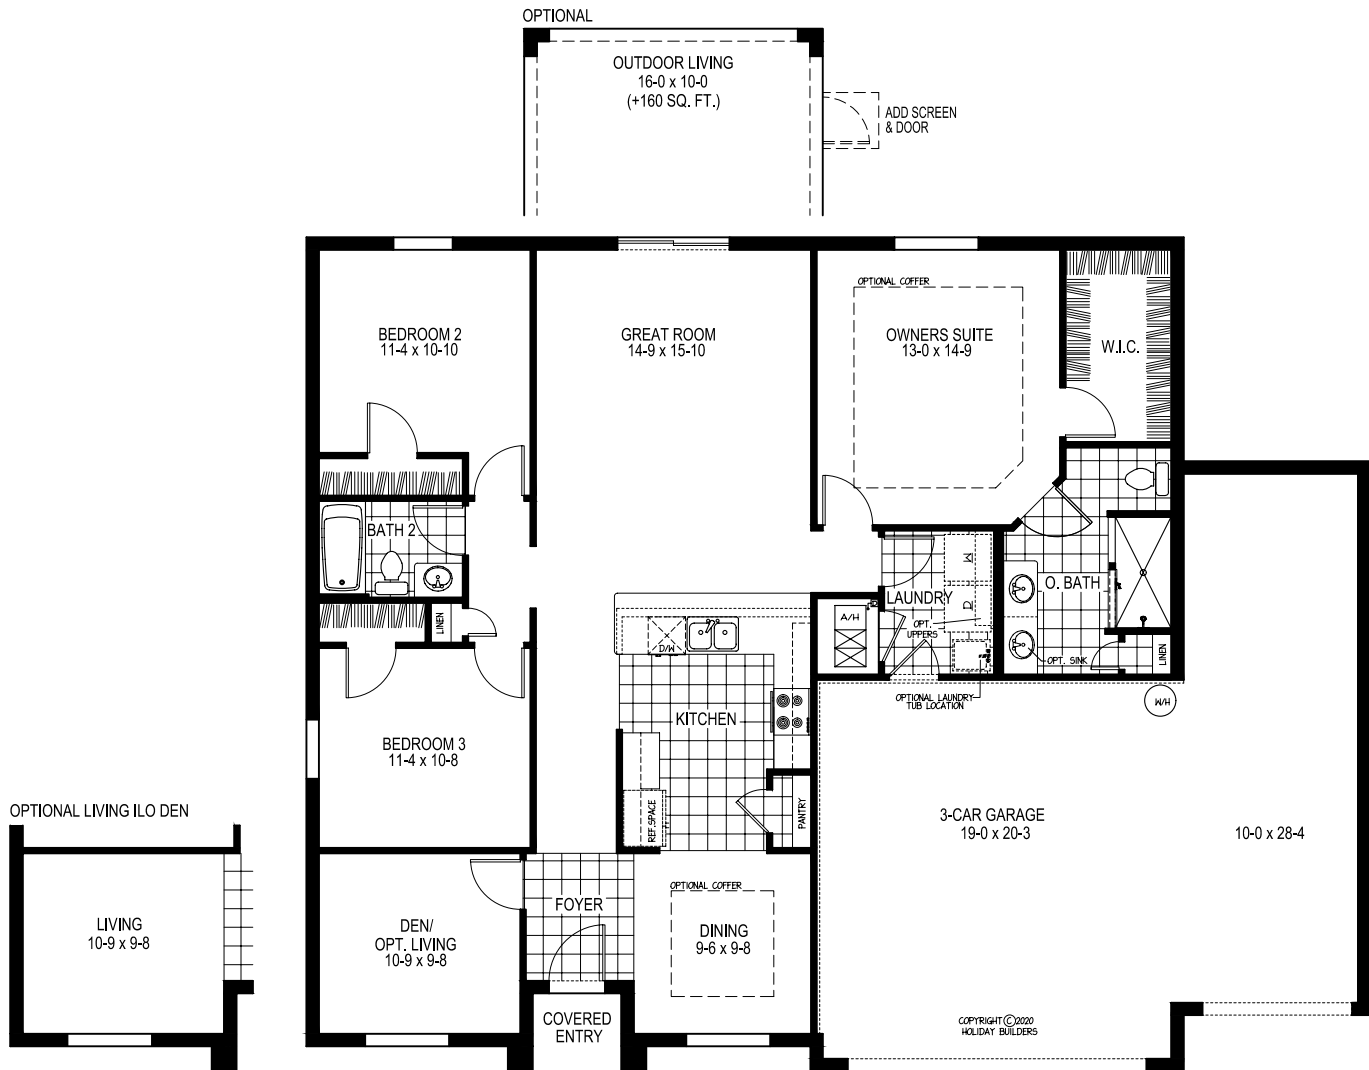 OPTIONAL
OUTDOOR LIVING
16-0 x 10-0
(+160 SQ. FT.)
ADD SCREEN
& DOOR
BEDROOM 2
11-4 x 10-10
GREAT ROOM
14-9 x 15-10
OPTIONAL COFFER
OWNERS SUITE
13-0 x 14-9
W.I.C.
BATH 2
LINEN
D/W
A/H
LAUNDRY
W
D
OPT.
UPPERS
O. BATH
OPT. SINK
LINEN
OPTIONAL LAUNDRY
TUB LOCATION
W/H
KITCHEN
REF.SPACE
PANTRY
BEDROOM 3
11-4 x 10-8
3-CAR GARAGE
19-0 x 20-3
10-0 x 28-4
OPTIONAL LIVING ILO DEN
LIVING
10-9 x 9-8
DEN/
OPT. LIVING
10-9 x 9-8
FOYER
OPTIONAL COFFER
DINING
9-6 x 9-8
COVERED
ENTRY
COPYRIGHT ©2020
HOLIDAY BUILDERS